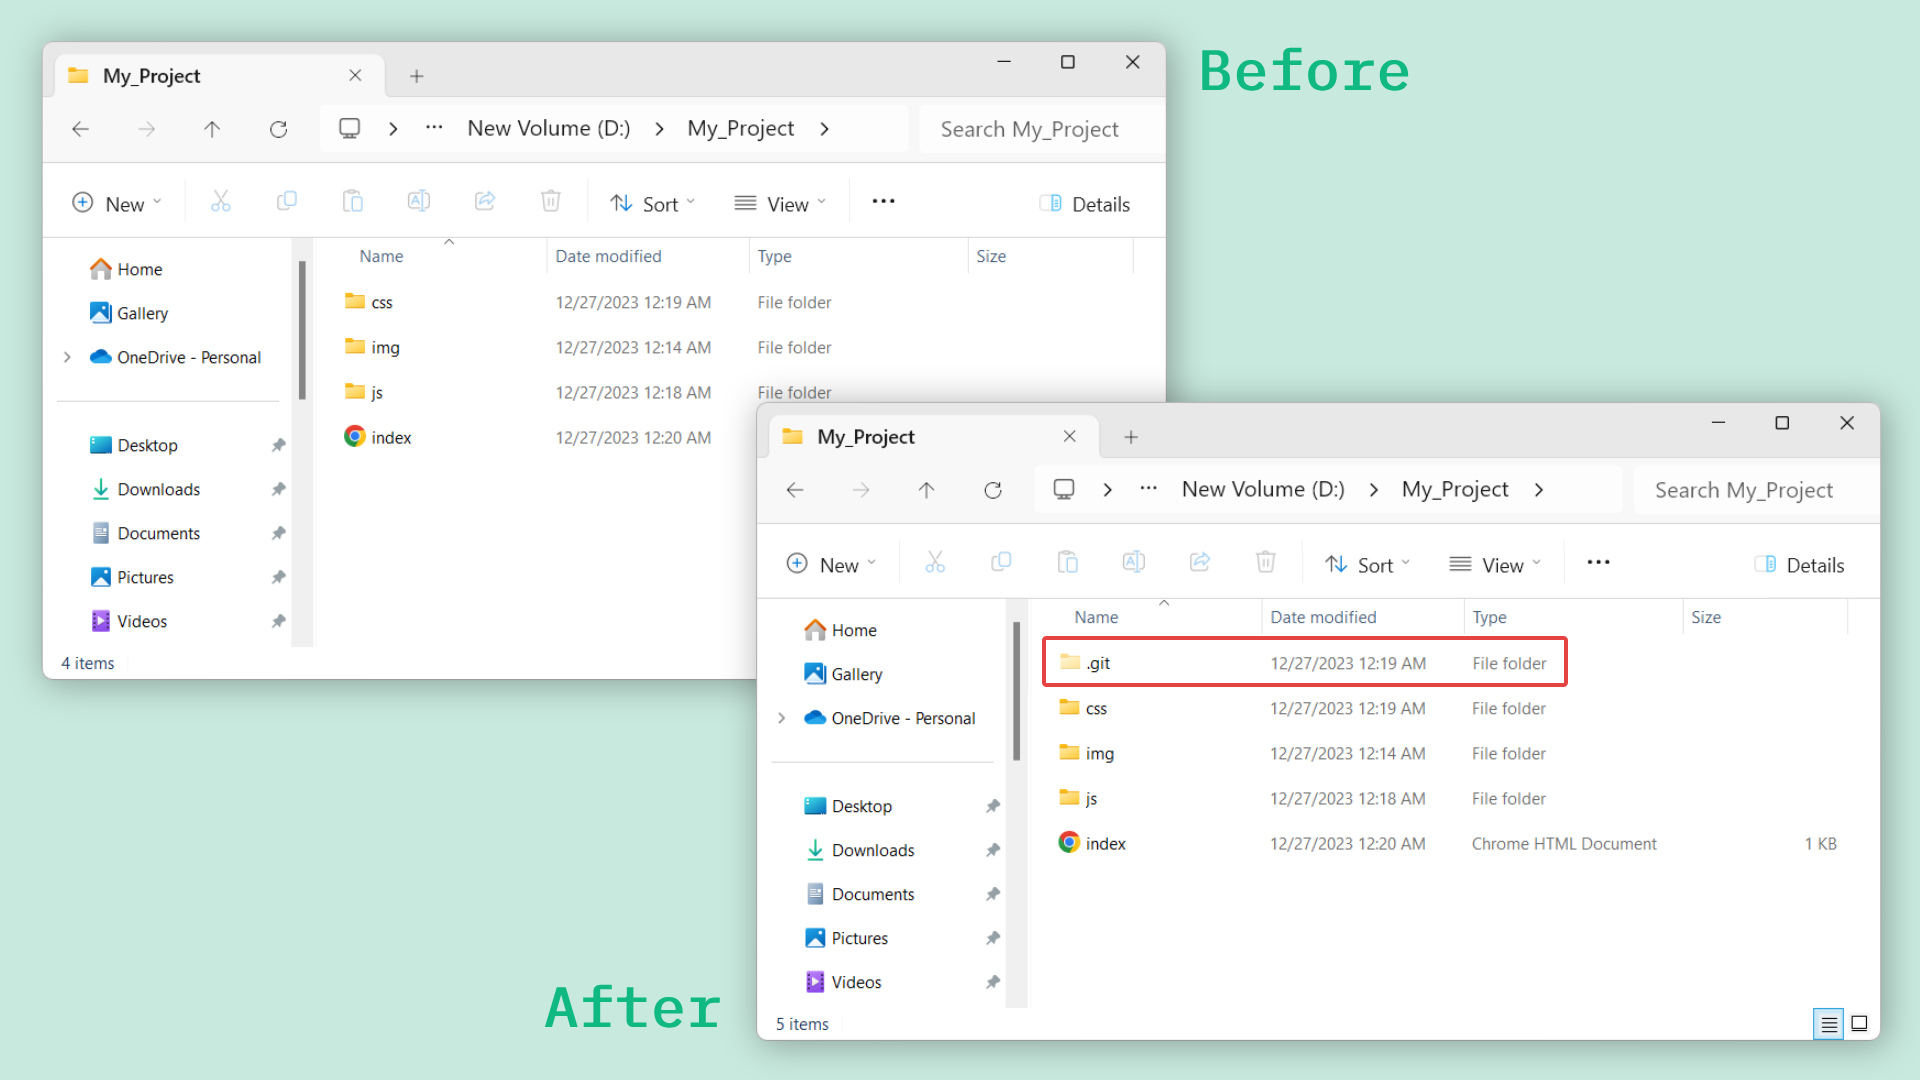 Before
My_Project
New Volume (D:) My_Project Search My_Project
New Sort View Details
Name Date modified Type Size
Home
Gallery
OneDrive - Personal
Desktop
Downloads
Documents
Pictures
Videos
css 12/27/2023 12:19 AM File folder
img 12/27/2023 12:14 AM File folder
js 12/27/2023 12:18 AM File folder
index 12/27/2023 12:20 AM
4 items
After
My_Project
New Volume (D:) My_Project Search My_Project
New Sort View Details
Name Date modified Type Size
Home
Gallery
OneDrive - Personal
Desktop
Downloads
Documents
Pictures
Videos
.git 12/27/2023 12:19 AM File folder
css 12/27/2023 12:19 AM File folder
img 12/27/2023 12:14 AM File folder
js 12/27/2023 12:18 AM File folder
index 12/27/2023 12:20 AM Chrome HTML Document 1 KB
5 items